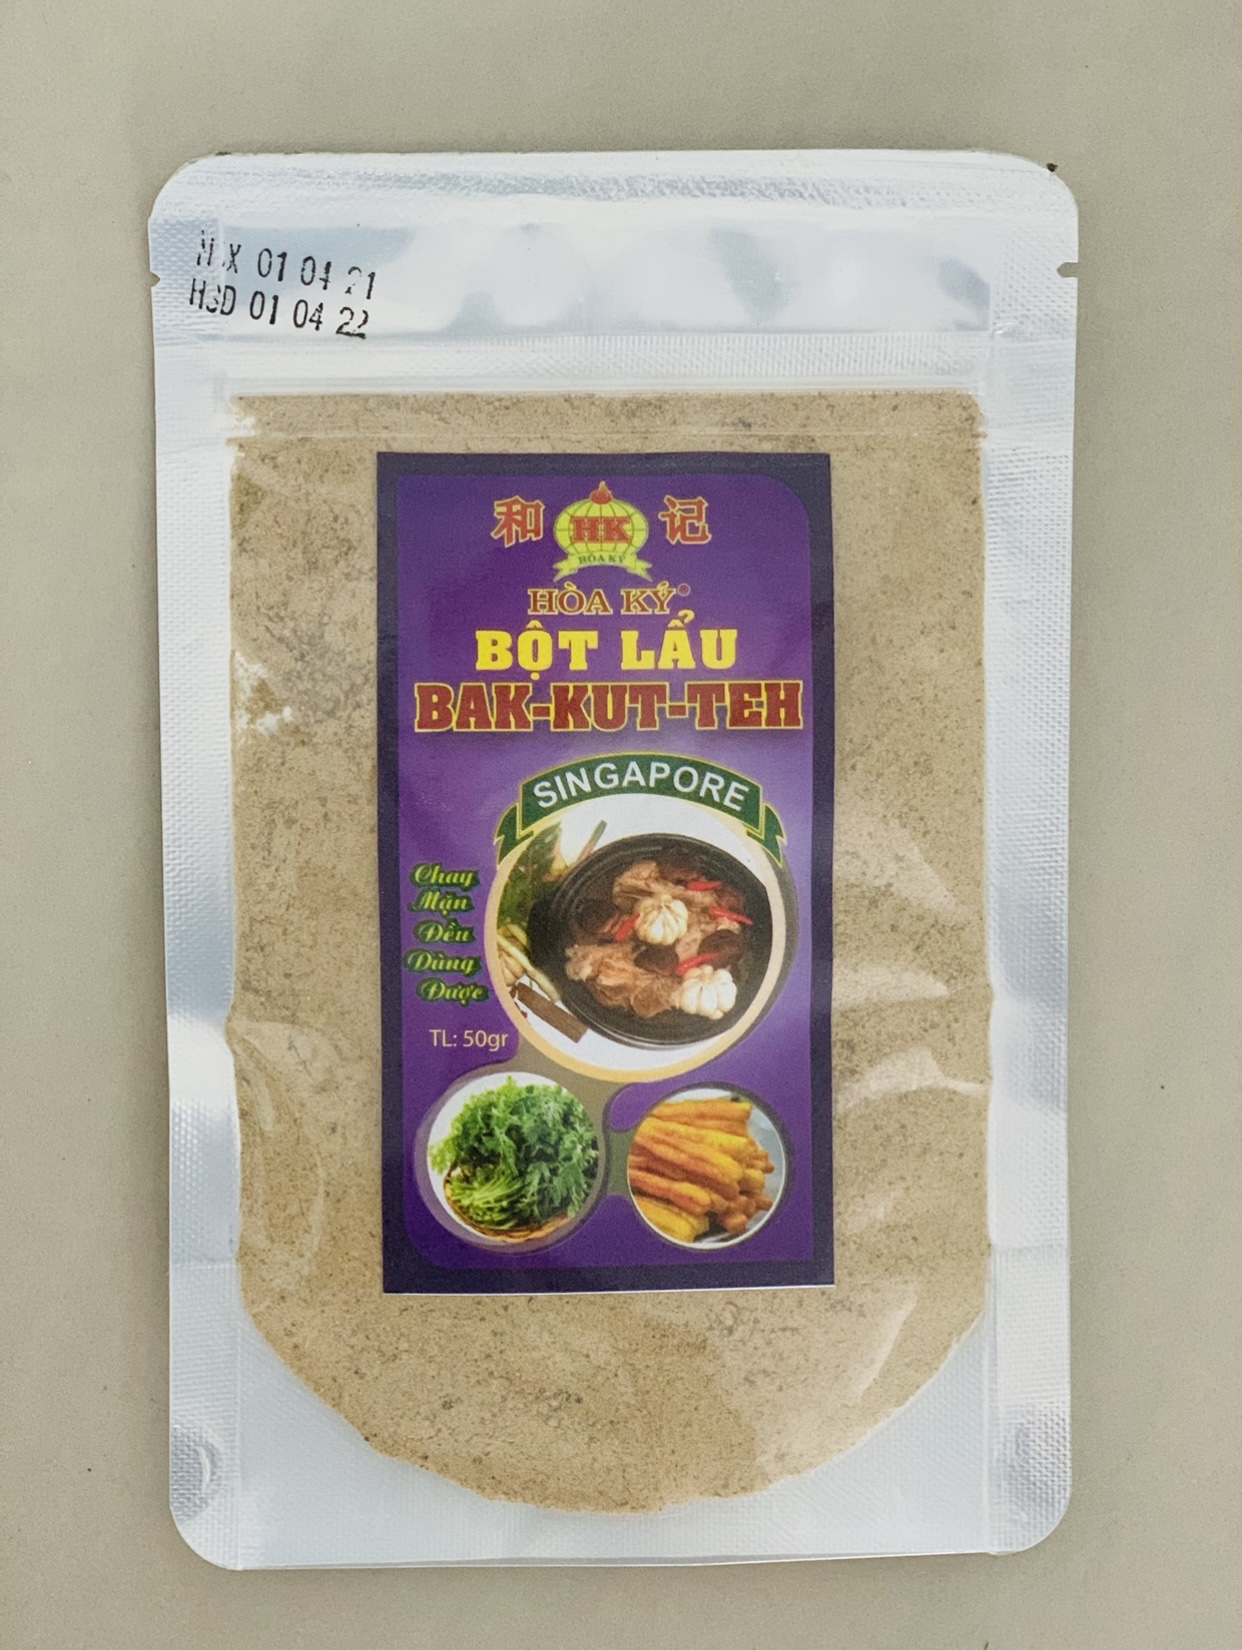 NSX 01 04 21
HSD 01 04 22
和 HK 记
HÒA KÝ
HÒA KÝ
BỘT LẨU
BAK-KUT-TEH
SINGAPORE
Chay
Mặn
Đều
Dùng
Được
TL: 50gr